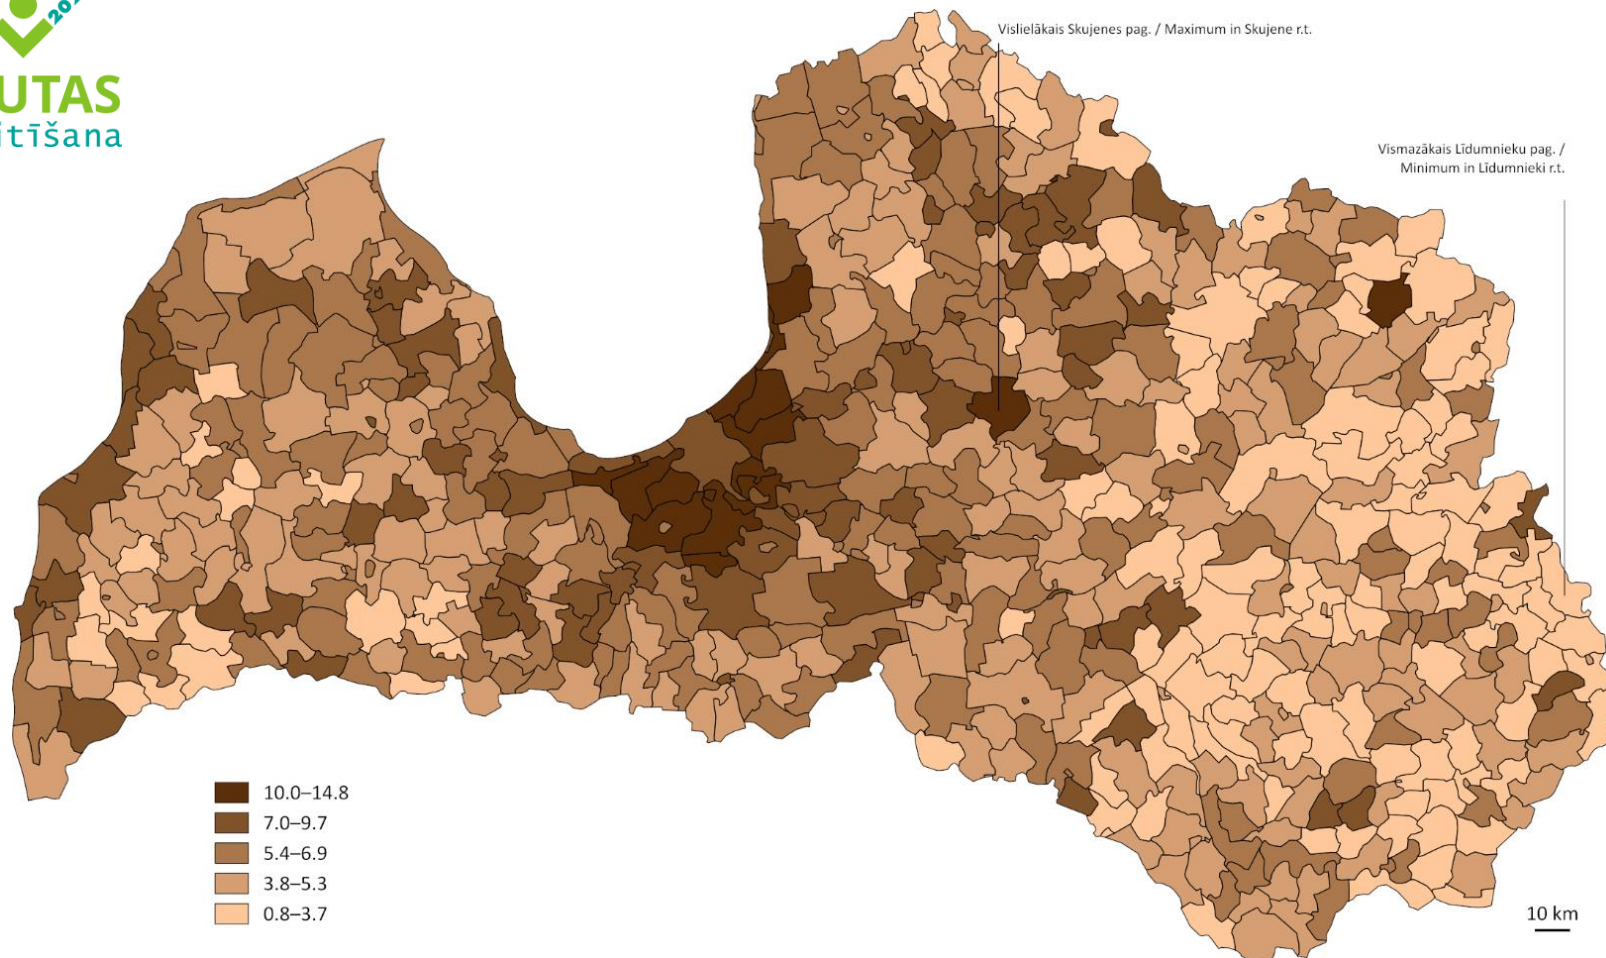 UTAS
itīšana
Vislielākais Skujenes pag. / Maximum in Skujene r.t.
Vismazākais Līdumnieku pag. /
Minimum in Līdumnieki r.t.
10.0–14.8
7.0–9.7
5.4–6.9
3.8–5.3
0.8–3.7
10 km